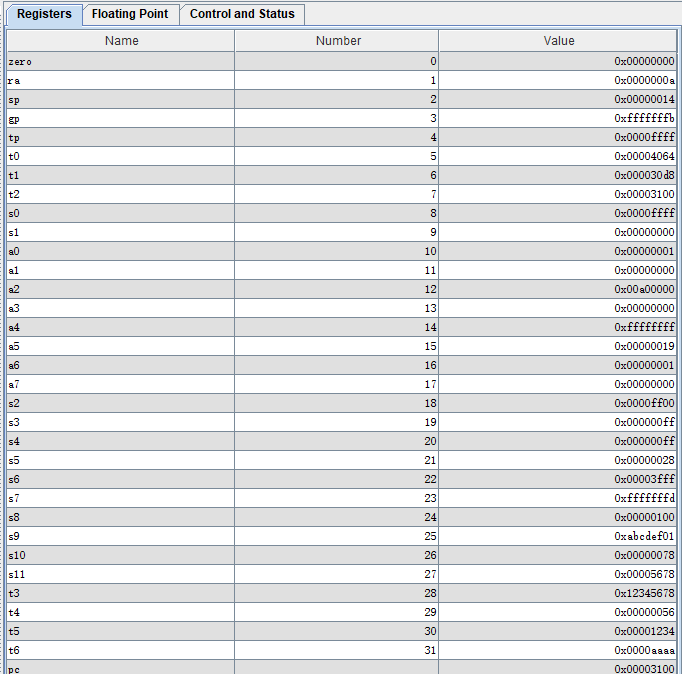 Registers Floating Point Control and Status
Name Number Value
zero 0 0x00000000
ra 1 0x0000000a
sp 2 0x00000014
gp 3 0xfffffffb
tp 4 0x0000ffff
t0 5 0x00004064
t1 6 0x000030d8
t2 7 0x00003100
s0 8 0x0000ffff
s1 9 0x00000000
a0 10 0x00000001
a1 11 0x00000000
a2 12 0x00a00000
a3 13 0x00000000
a4 14 0xffffffff
a5 15 0x00000019
a6 16 0x00000001
a7 17 0x00000000
s2 18 0x0000ff00
s3 19 0x000000ff
s4 20 0x000000ff
s5 21 0x00000028
s6 22 0x00003fff
s7 23 0xfffffffd
s8 24 0x00000100
s9 25 0xabcdef01
s10 26 0x00000078
s11 27 0x00005678
t3 28 0x12345678
t4 29 0x00000056
t5 30 0x00001234
t6 31 0x0000aaaa
pc 0x00003100